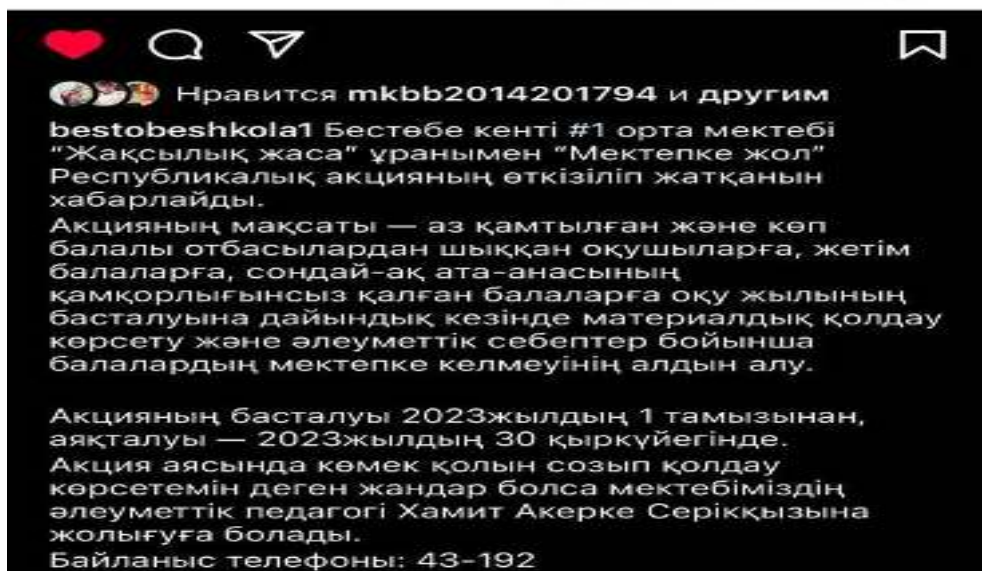 Нравится mkbb2014201794 и другим
bestobeshkola1 Бестөбе кенті #1 орта мектебі
“Жақсылық жаса” ұранымен “Мектепке жол”
Республикалық акцияның өткізіліп жатқанын
хабарлайды.
Акцияның мақсаты — аз қамтылған және көп
балалы отбасылардан шыққан оқушыларға, жетім
балаларға, сондай-ақ ата-анасының
қамқорлығынсыз қалған балаларға оқу жылының
басталуына дайындық кезінде материалдық қолдау
көрсету және әлеуметтік себептер бойынша
балалардың мектепке келмеуінің алдын алу.
Акцияның басталуы 2023жылдың 1 тамызынан,
аяқталуы — 2023жылдың 30 қыркүйегінде.
Акция аясында көмек қолын созып қолдау
көрсетемін деген жандар болса мектебіміздің
әлеуметтік педагогі Хамит Акерке Серікқызына
жолығуға болады.
Байланыс телефоны: 43-192